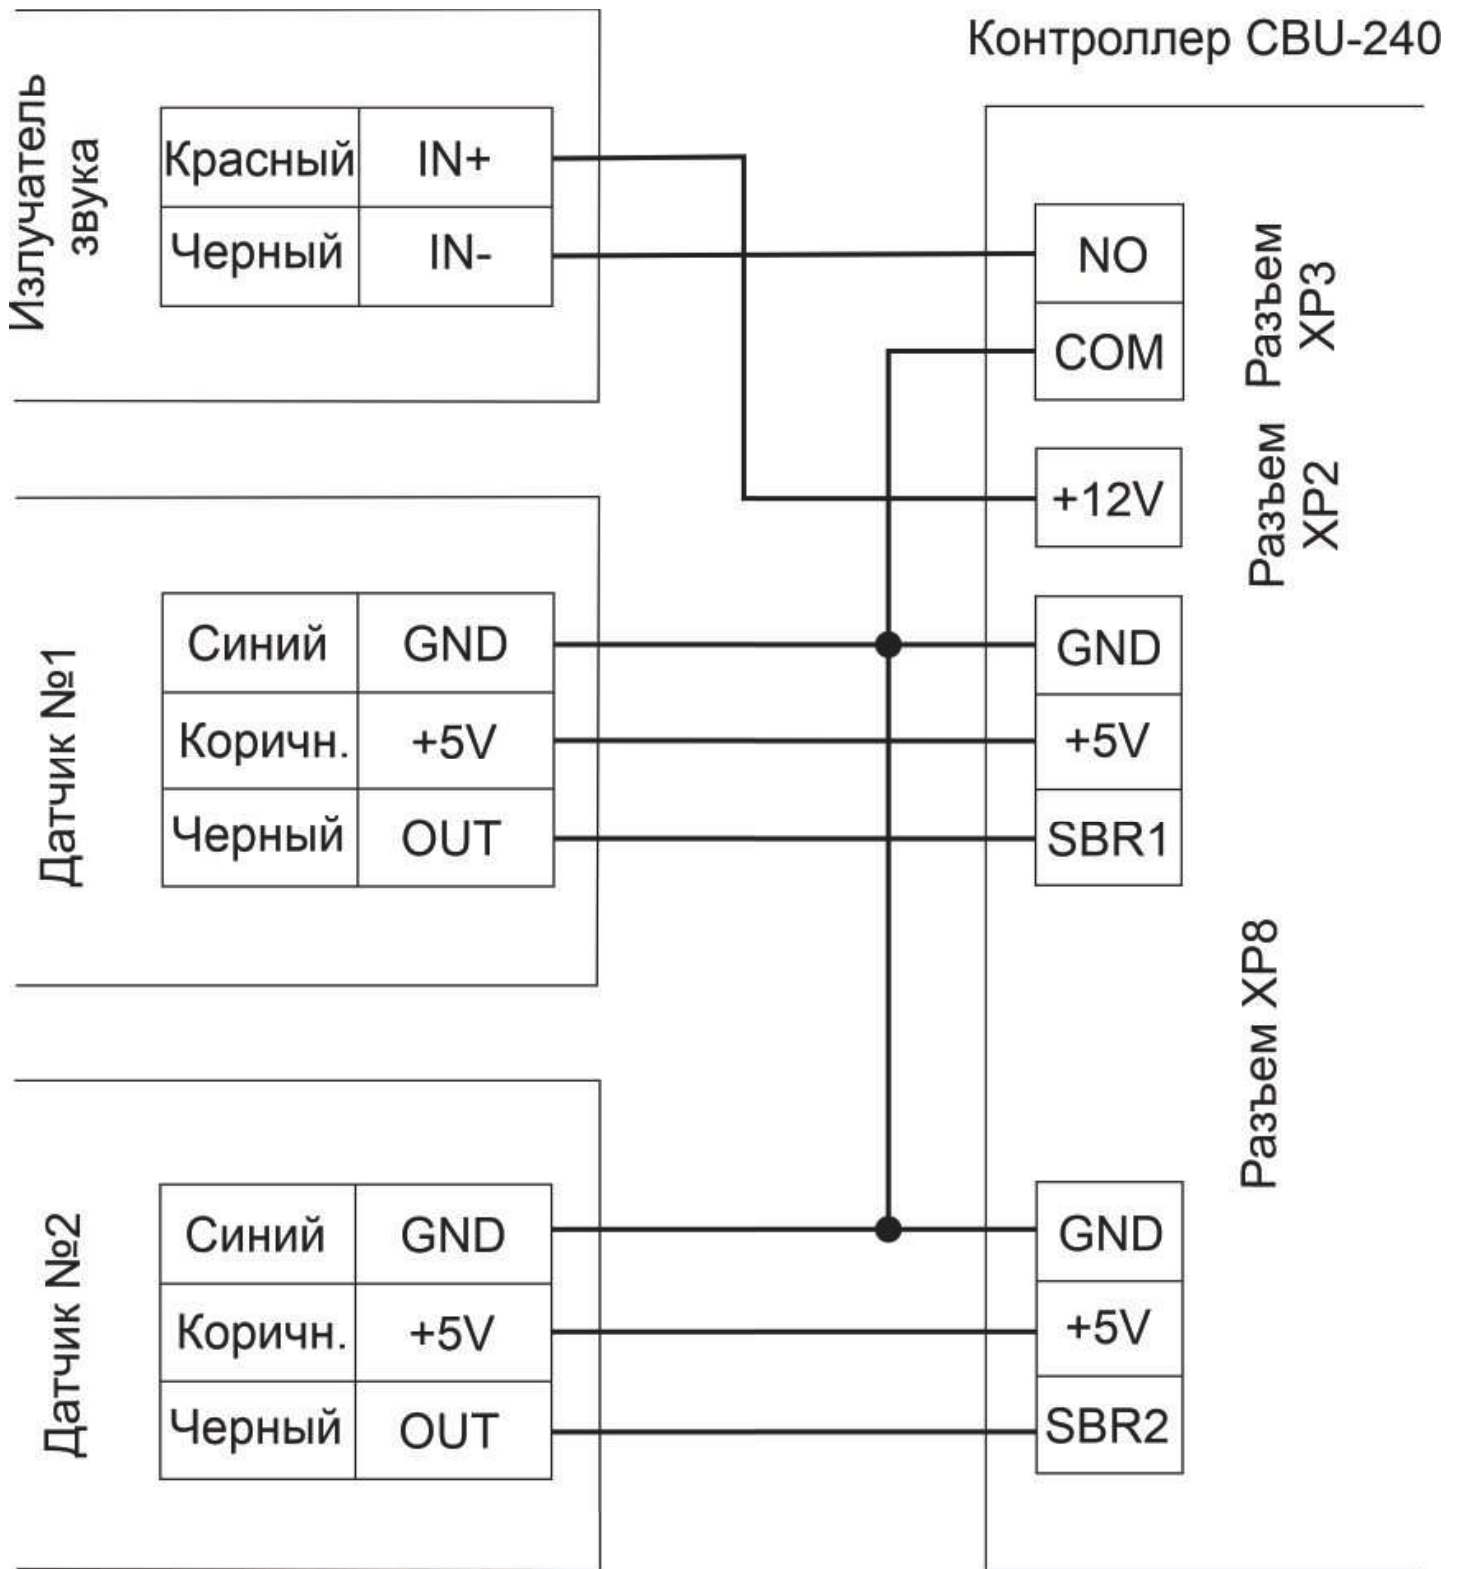 Контроллер CBU-240
Излучатель
звука
Красный IN+
Черный IN-
NO
COM
Разъем
XP3
+12V
Разъем
XP2
Датчик №1
Синий GND
Коричн. +5V
Черный OUT
GND
+5V
SBR1
Разъем XP8
Датчик №2
Синий GND
Коричн. +5V
Черный OUT
GND
+5V
SBR2